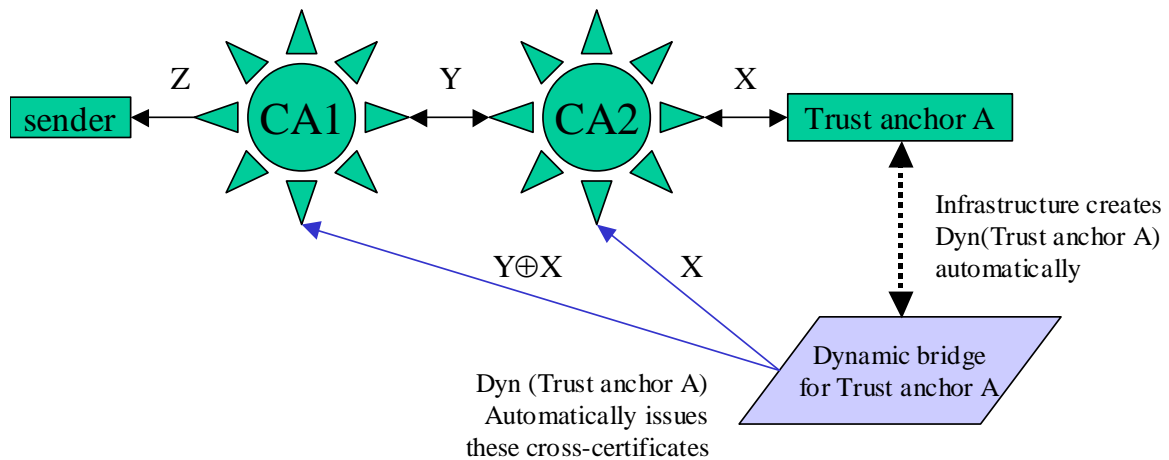 Z
Y
X
sender
CA1
CA2
Trust anchor A
Infrastructure creates
Dyn(Trust anchor A)
automatically
Y⊕X
X
Dynamic bridge
for Trust anchor A
Dyn (Trust anchor A)
Automatically issues
these cross-certificates